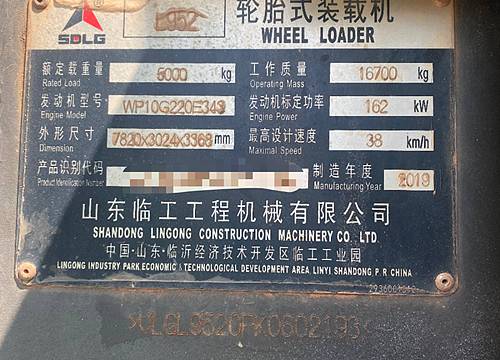 轮胎式装载机
L952
SDLG
WHEEL LOADER
额定载重量 5000 kg 工作质量 16700 kg
Rated Load Operating Mass
发动机型号 WP10G220E343 发动机标定功率 162 kW
Engine Model Engine Power
外形尺寸 7820x3024x3368 mm 最高设计速度 38 km/h
Dimension Maximal Speed
产品识别代码 制造年度 2019
Product Identification Number Manufacturing Year
山东临工工程机械有限公司
SHANDONG LINGONG CONSTRUCTION MACHINERY CO. LTD.
中国·山东·临沂经济技术开发区临工工业园
LINGONG INDUSTRY PARK ECONOMIC & TECHNOLOGICAL DEVELOPMENT AREA LINYI SHANDONG P.R CHINA